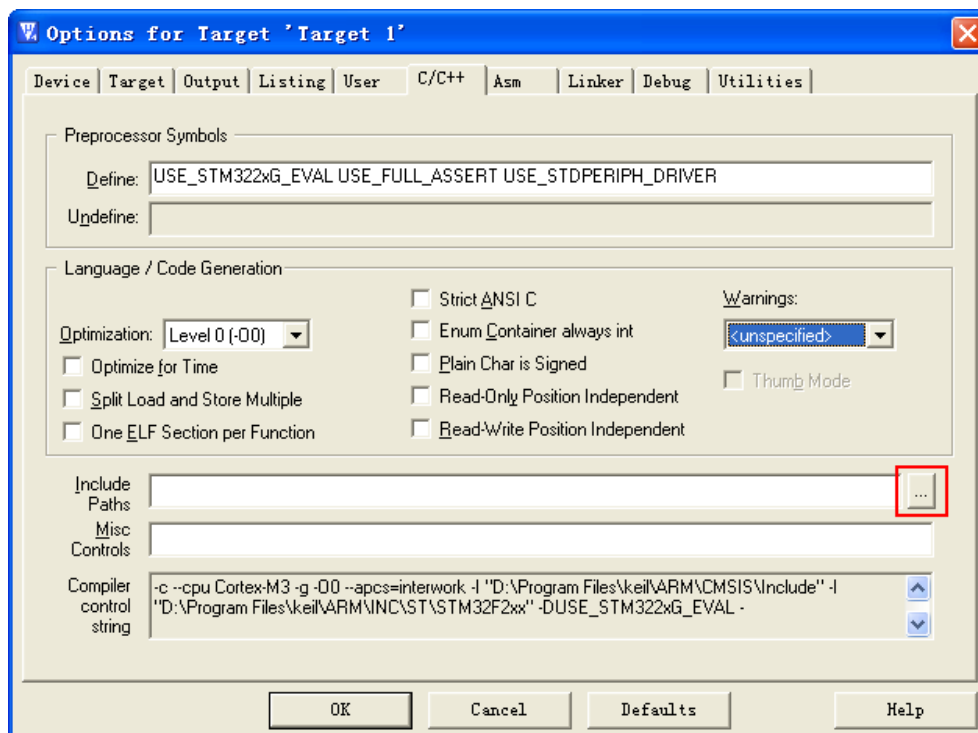 Options for Target 'Target 1'
Device Target Output Listing User C/C++ Asm Linker Debug Utilities
Preprocessor Symbols
Define: USE_STM322xG_EVAL USE_FULL_ASSERT USE_STDPERIPH_DRIVER
Undefine:
Language / Code Generation
Strict ANSI C
Warnings:
Optimization: Level 0 (-O0)
Enum Container always int
<unspecified>
Optimize for Time
Plain Char is Signed
Thumb Mode
Split Load and Store Multiple
Read-Only Position Independent
One ELF Section per Function
Read-Write Position Independent
Include
Paths
...
Misc
Controls
Compiler
control
string
-c --cpu Cortex-M3 -g -O0 --apcs=interwork -I "D:\Program Files\keil\ARM\CMSIS\Include" -I
"D:\Program Files\keil\ARM\INC\ST\STM32F2xx" -DUSE_STM322xG_EVAL -
OK Cancel Defaults Help